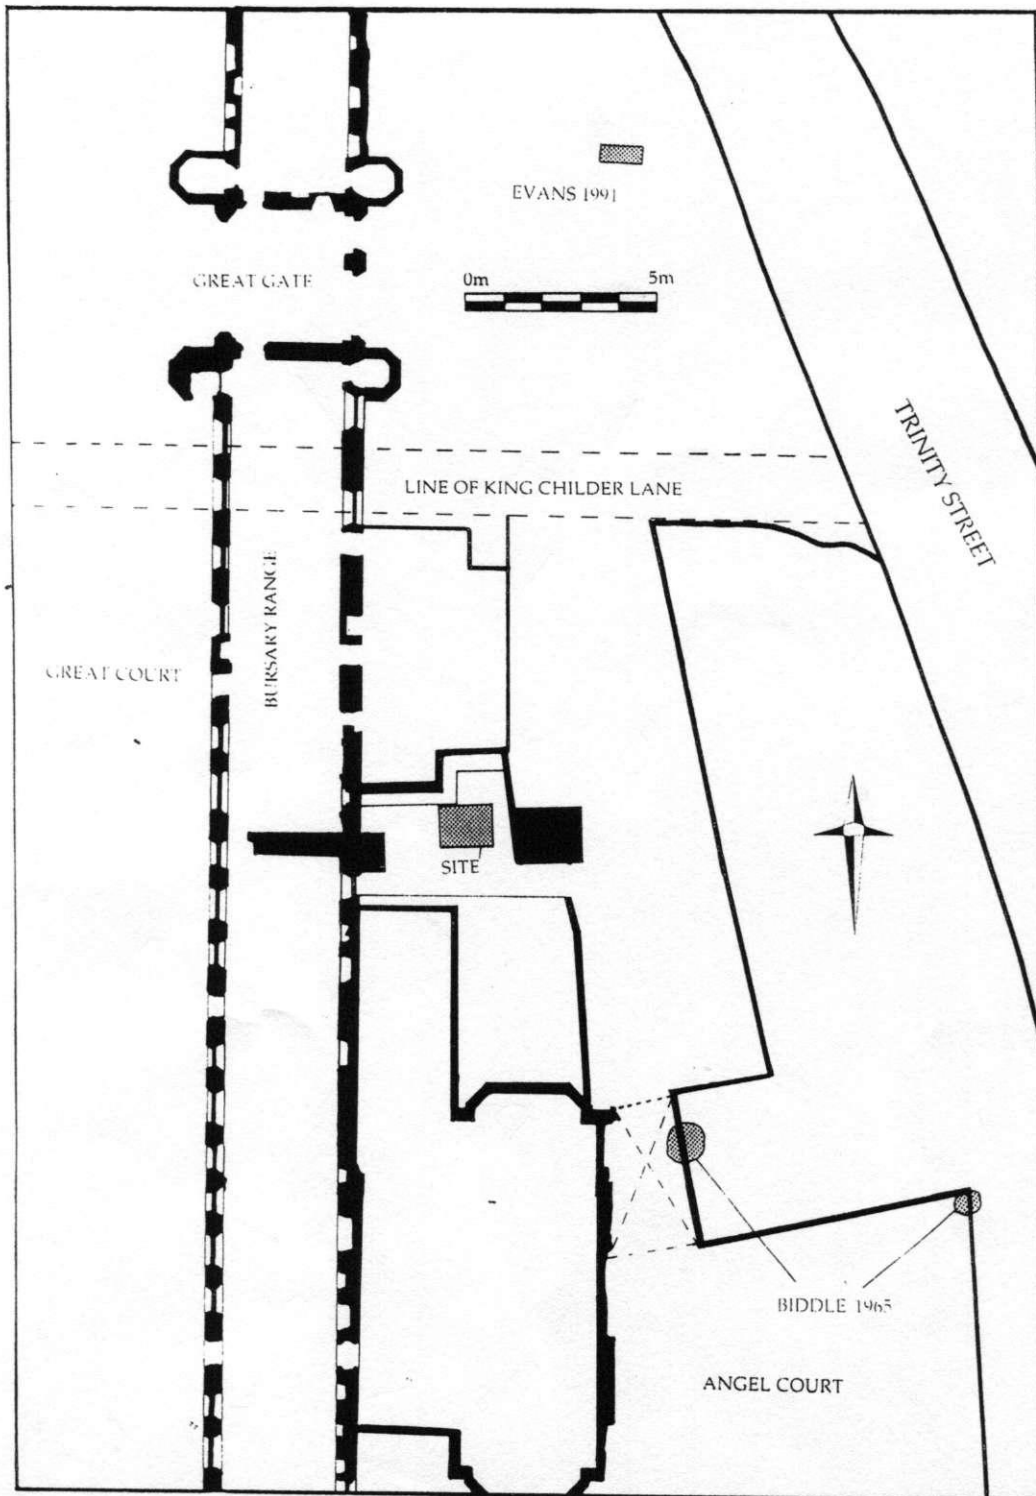 EVANS 1991
GREAT GATE
0m 5m
TRINITY STREET
LINE OF KING CHILDER LANE
BURSARY RANGE
GREAT COURT
SITE
BIDDLE 1965
ANGEL COURT